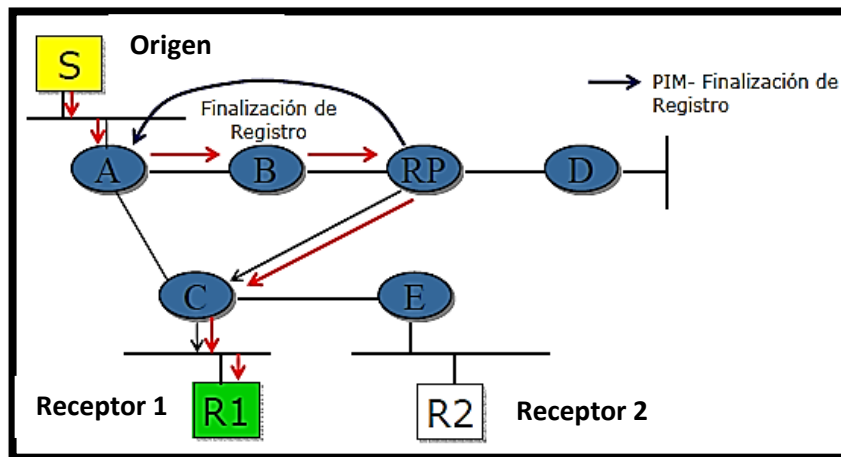 Origen
S
PIM- Finalización de
Registro
Finalización de
Registro
A
B
RP
D
C
E
Receptor 1
R1
R2
Receptor 2